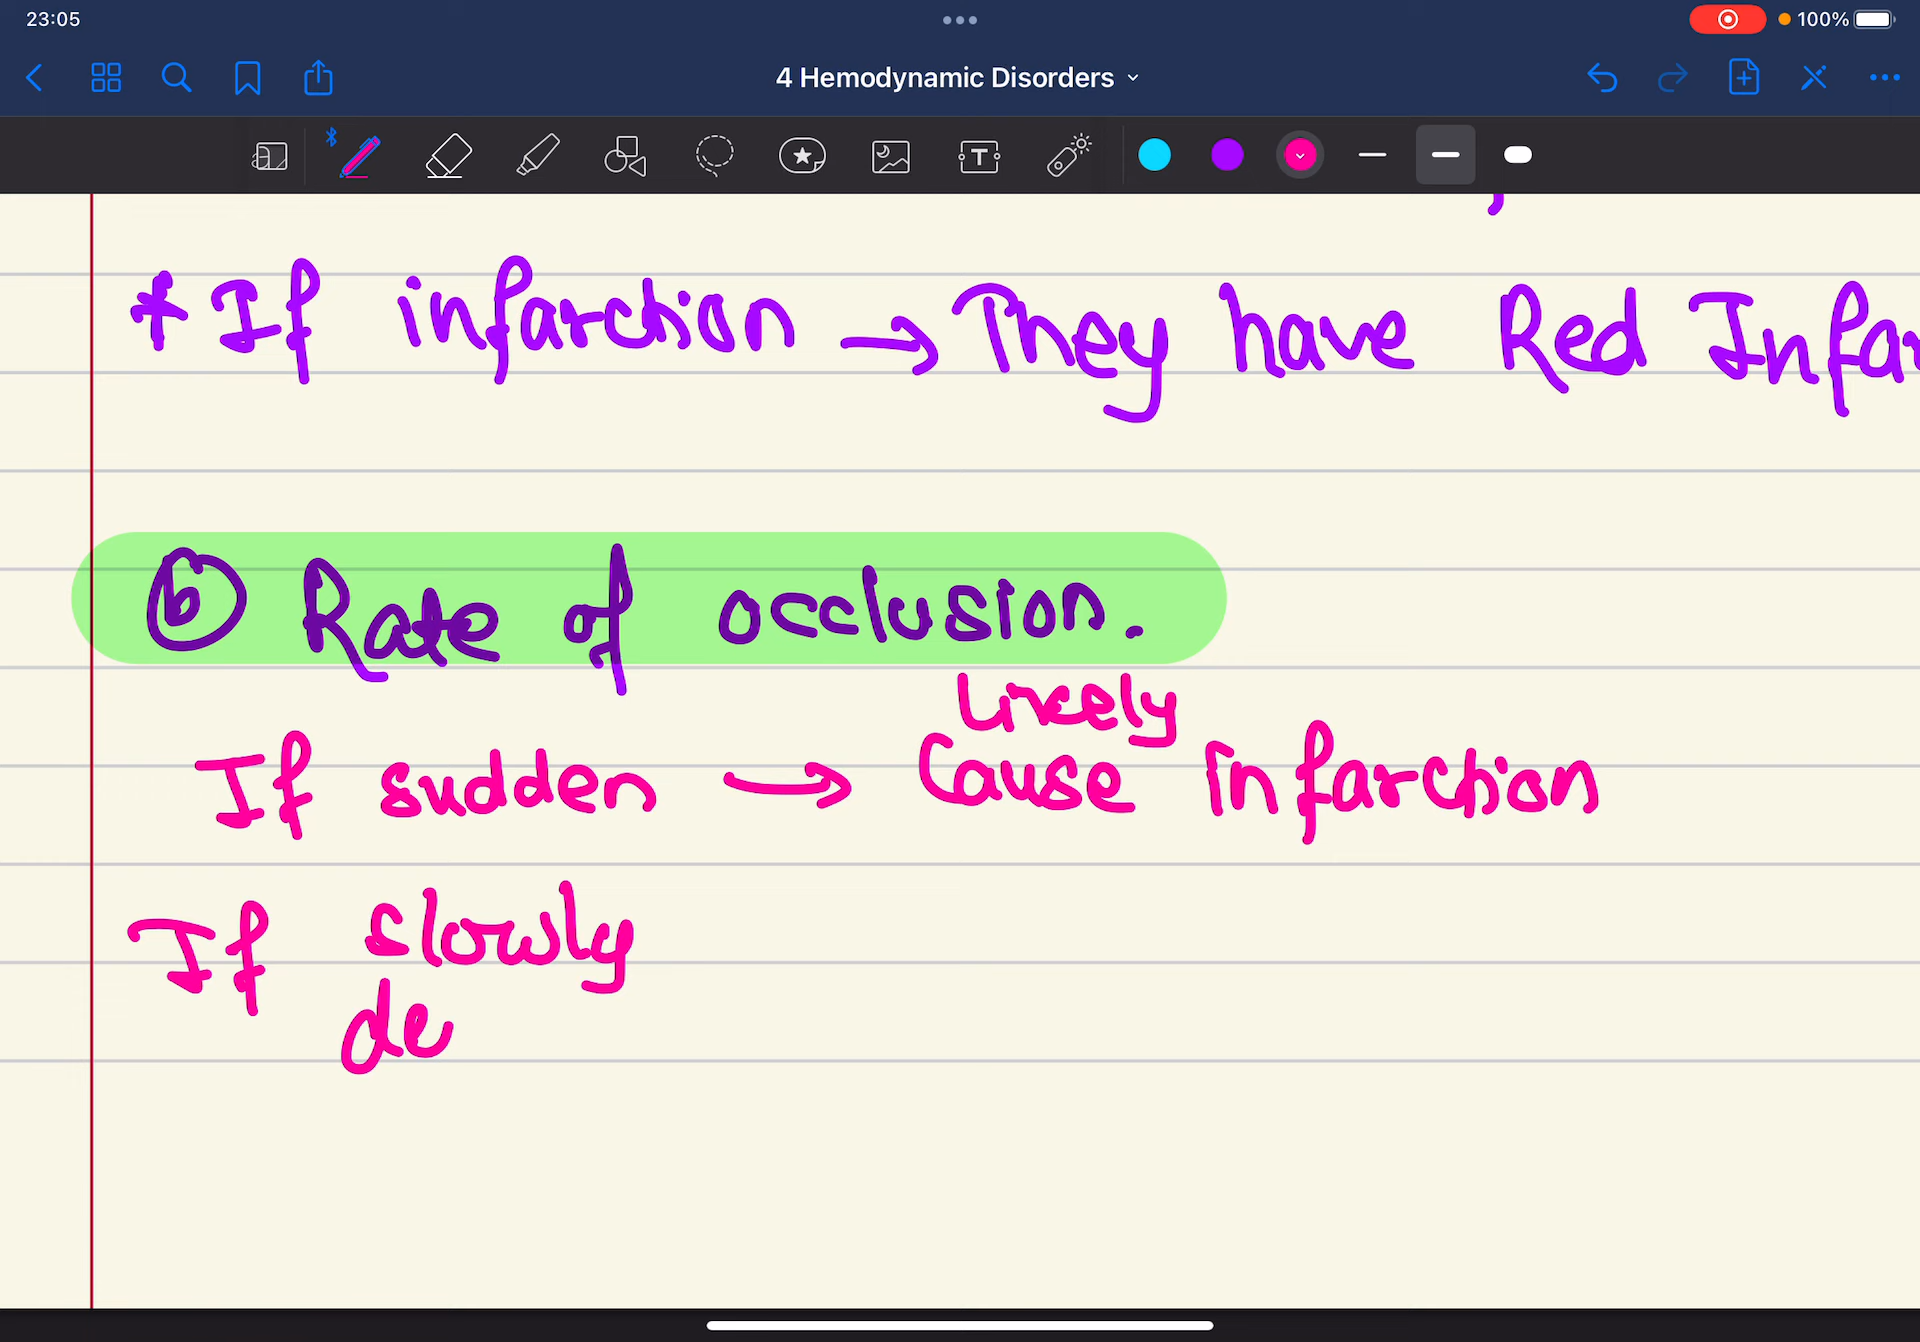 23:05
100%
4 Hemodynamic Disorders
T
* If infarction → They have Red Infar
(b) Rate of occlusion.
Likely
If sudden → Cause infarction
If slowly
de